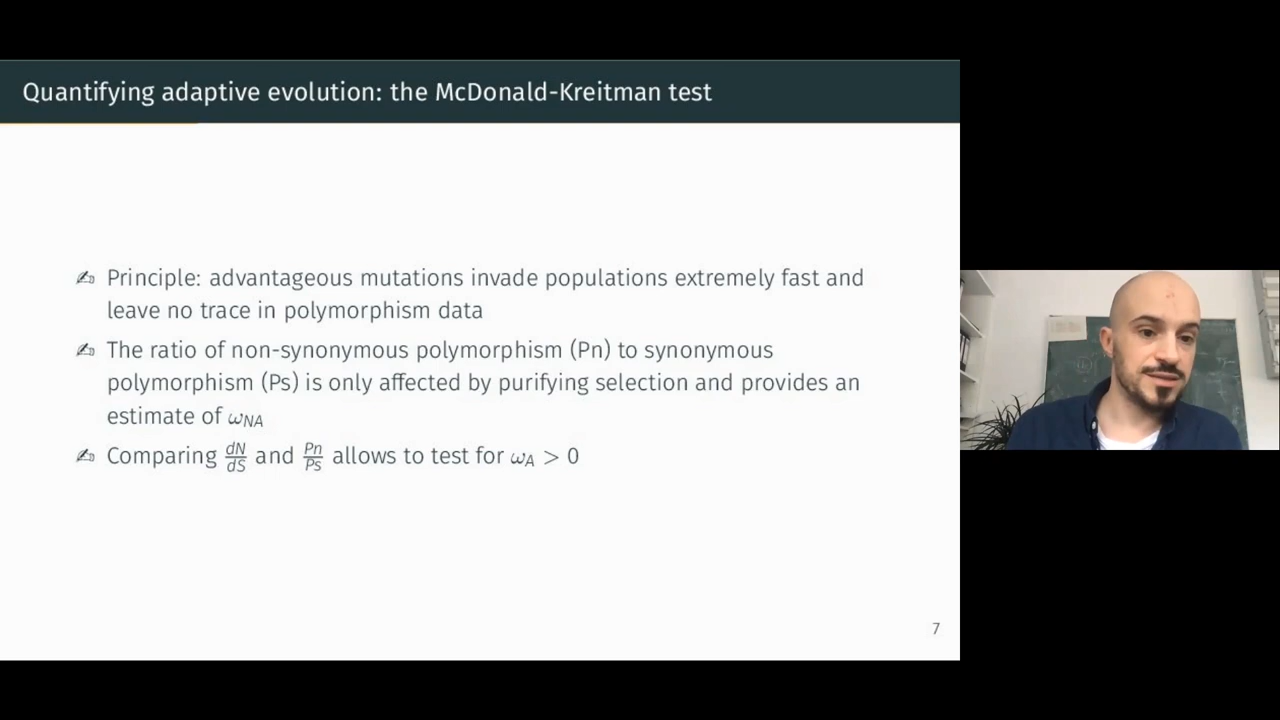 Quantifying adaptive evolution: the McDonald-Kreitman test
✍ Principle: advantageous mutations invade populations extremely fast and
leave no trace in polymorphism data
✍ The ratio of non-synonymous polymorphism (Pn) to synonymous
polymorphism (Ps) is only affected by purifying selection and provides an
estimate of ω_NA
✍ Comparing dN/dS and Pn/Ps allows to test for ω_A > 0
7